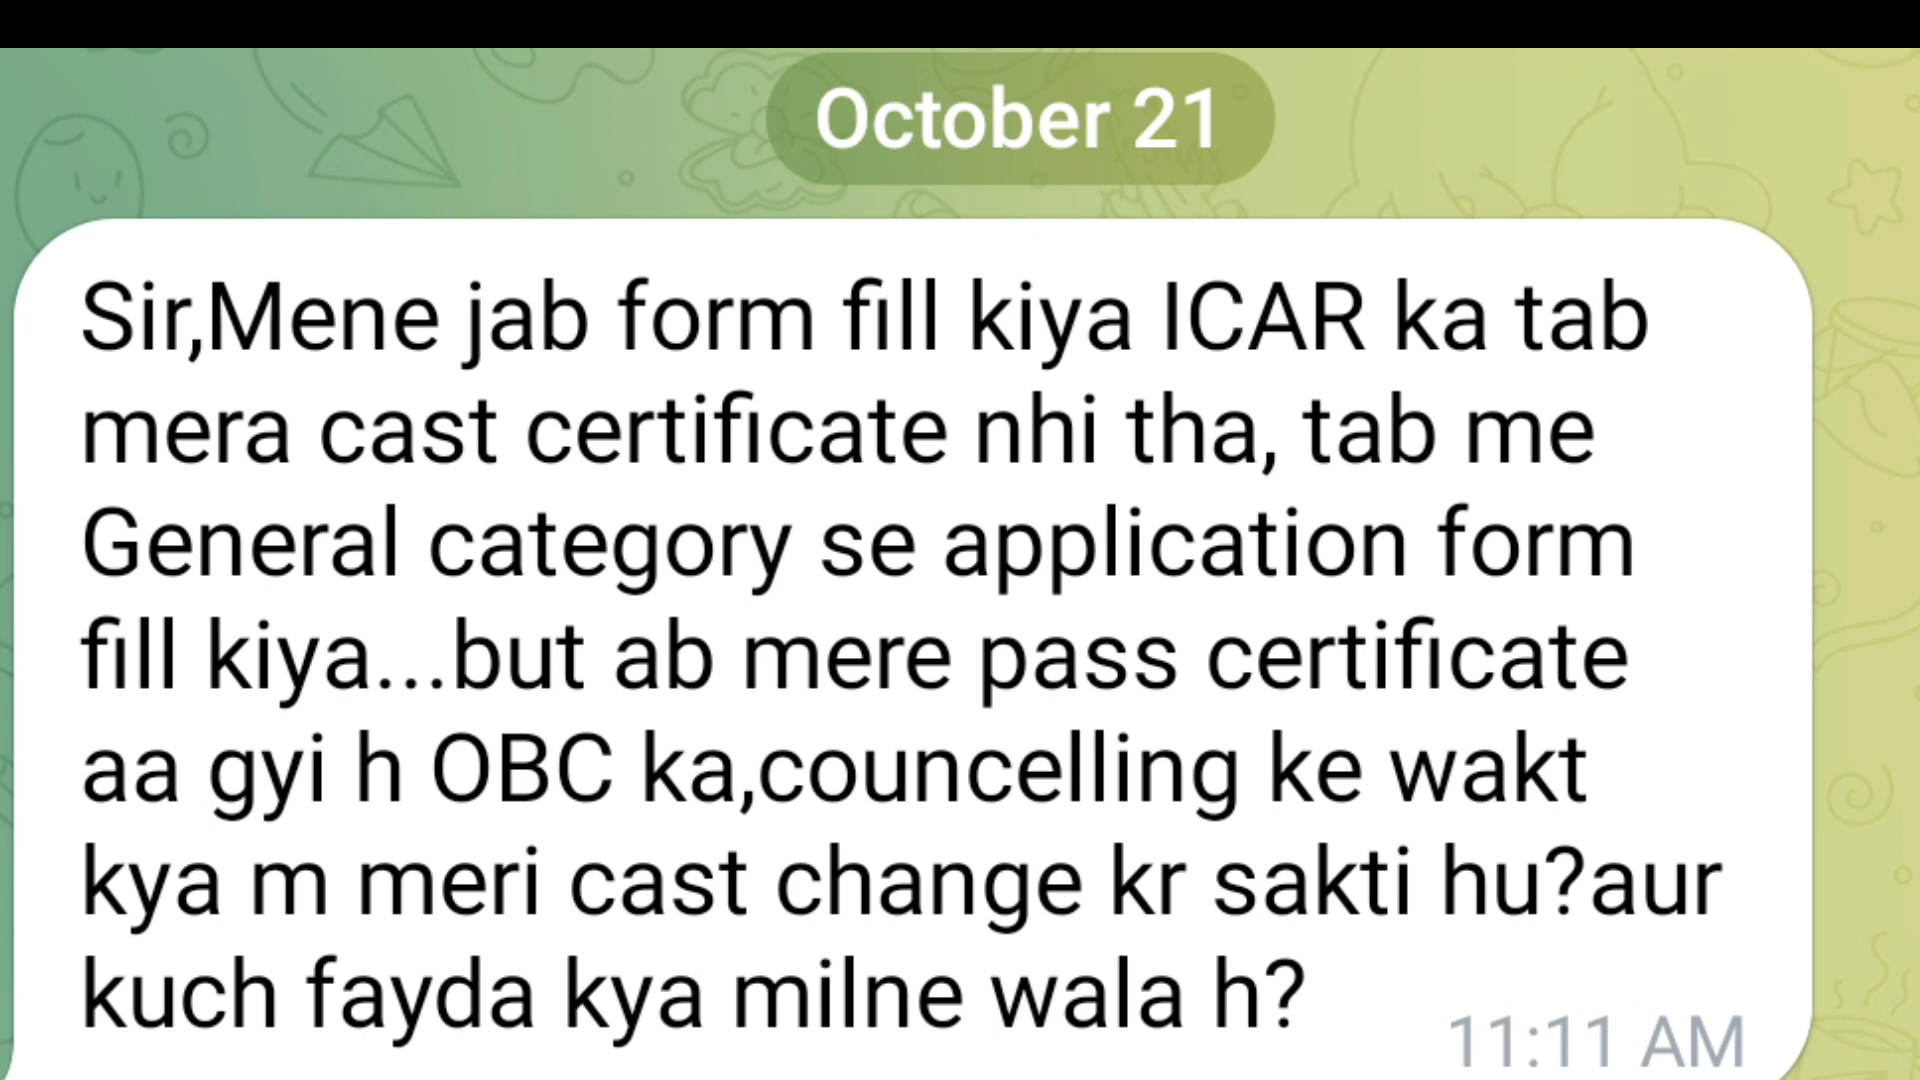 October 21
Sir,Mene jab form fill kiya ICAR ka tab
mera cast certificate nhi tha, tab me
General category se application form
fill kiya...but ab mere pass certificate
aa gyi h OBC ka,councelling ke wakt
kya m meri cast change kr sakti hu?aur
kuch fayda kya milne wala h?
11:11 AM